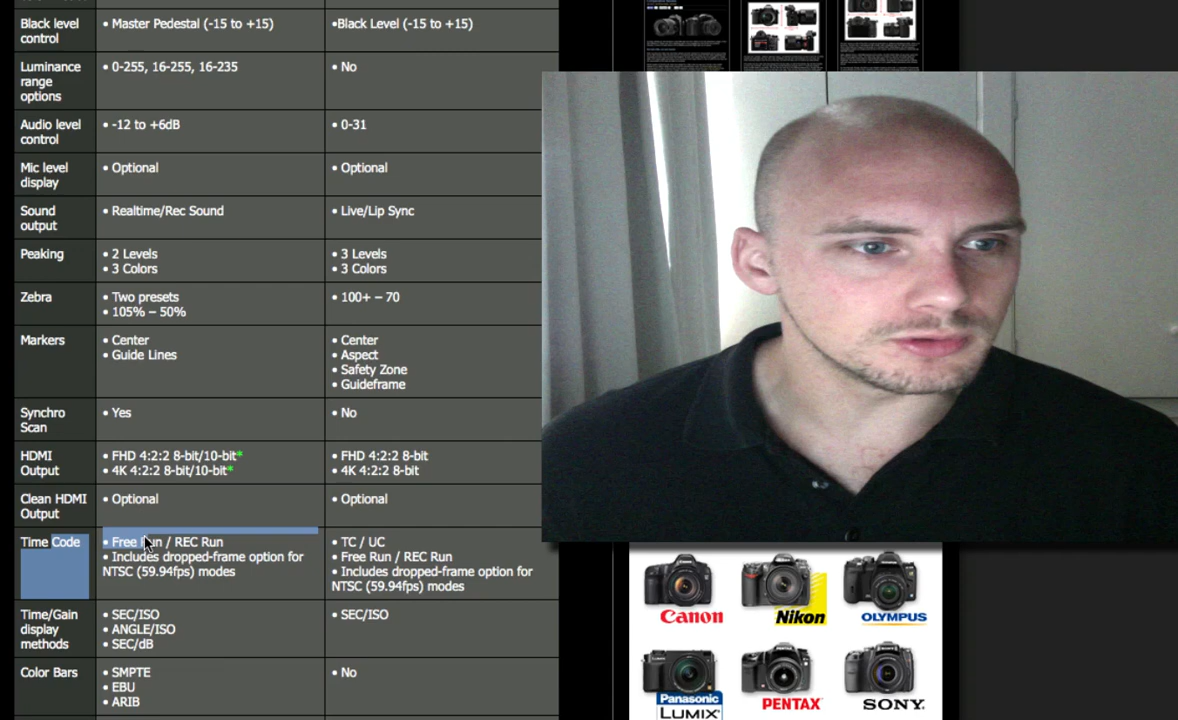 Black level
control
• Master Pedestal (-15 to +15)
•Black Level (-15 to +15)
Luminance
range
options
• 0-255, 16-255, 16-235
• No
Audio level
control
• -12 to +6dB
• 0-31
Mic level
display
• Optional
• Optional
Sound
output
• Realtime/Rec Sound
• Live/Lip Sync
Peaking
• 2 Levels
• 3 Colors
• 3 Levels
• 3 Colors
Zebra
• Two presets
• 105% – 50%
• 100+ – 70
Markers
• Center
• Guide Lines
• Center
• Aspect
• Safety Zone
• Guideframe
Synchro
Scan
• Yes
• No
HDMI
Output
• FHD 4:2:2 8-bit/10-bit*
• 4K 4:2:2 8-bit/10-bit*
• FHD 4:2:2 8-bit
• 4K 4:2:2 8-bit
Clean HDMI
Output
• Optional
• Optional
Time Code
• Free Run / REC Run
• Includes dropped-frame option for
NTSC (59.94fps) modes
• TC / UC
• Free Run / REC Run
• Includes dropped-frame option for
NTSC (59.94fps) modes
Time/Gain
display
methods
• SEC/ISO
• ANGLE/ISO
• SEC/dB
• SEC/ISO
Color Bars
• SMPTE
• EBU
• ARIB
• No
Canon
Nikon
OLYMPUS
Panasonic
LUMIX
PENTAX
SONY